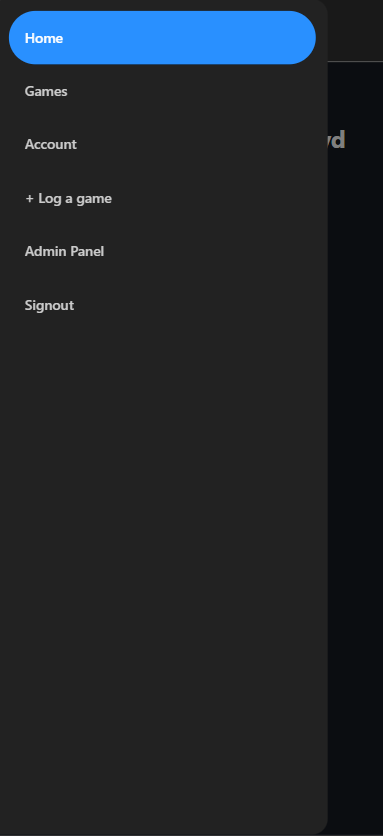 Home
Games
Account
+ Log a game
Admin Panel
Signout